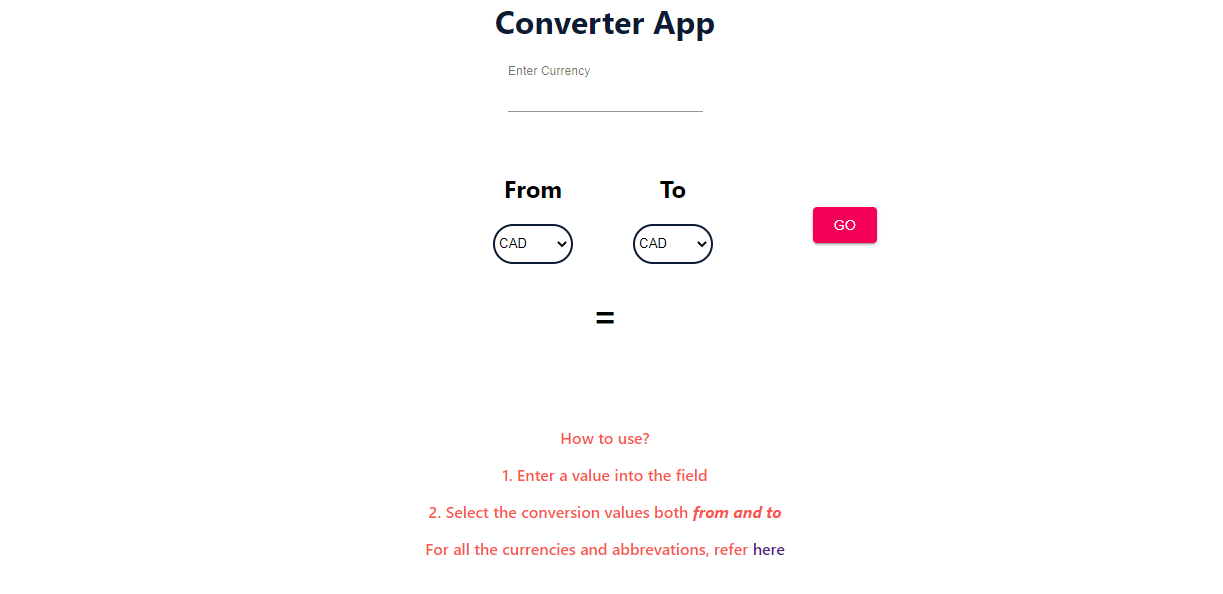 Converter App
Enter Currency
From To
CAD CAD
GO
=
How to use?
1. Enter a value into the field
2. Select the conversion values both from and to
For all the currencies and abbrevations, refer here